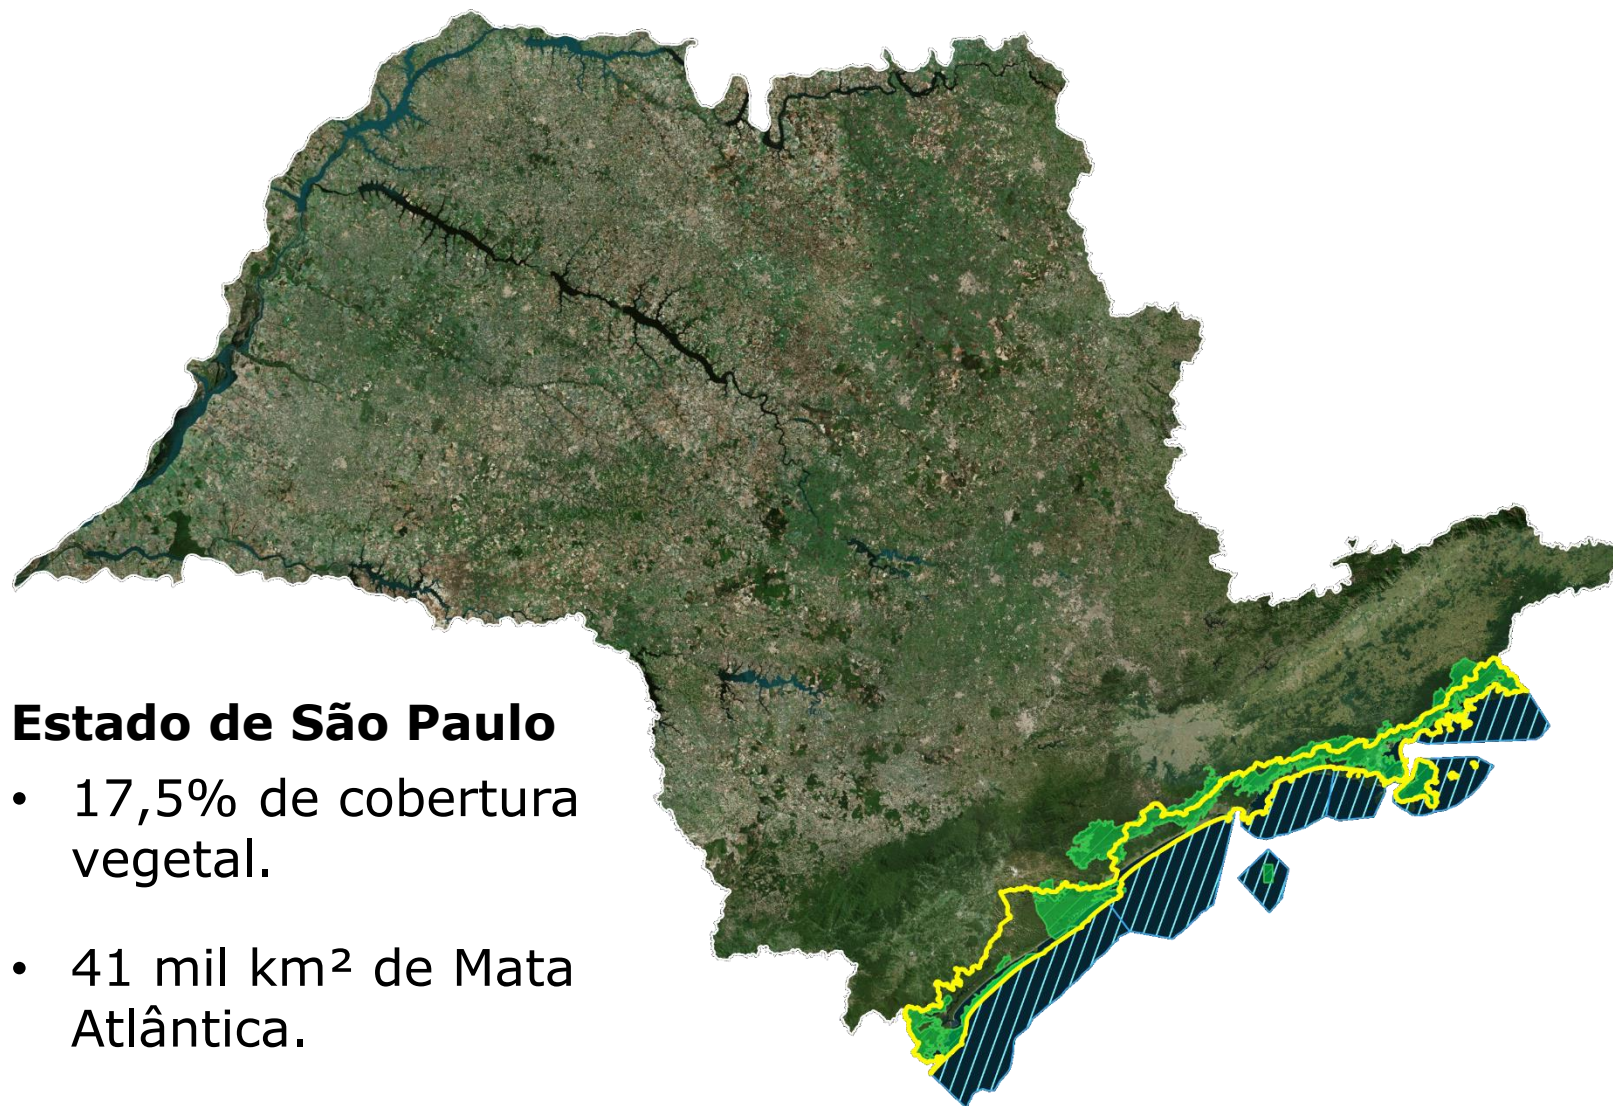 Estado de São Paulo
• 17,5% de cobertura
vegetal.
• 41 mil km² de Mata
Atlântica.